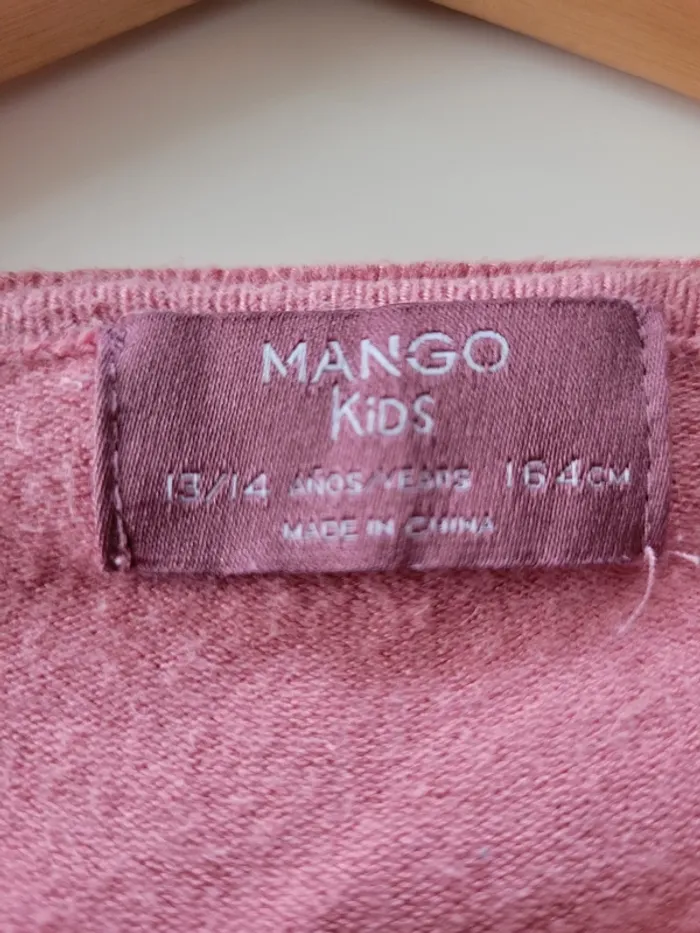 MANGO
KiDS
13/14 AÑOS/YEARS 164CM
MADE IN CHINA